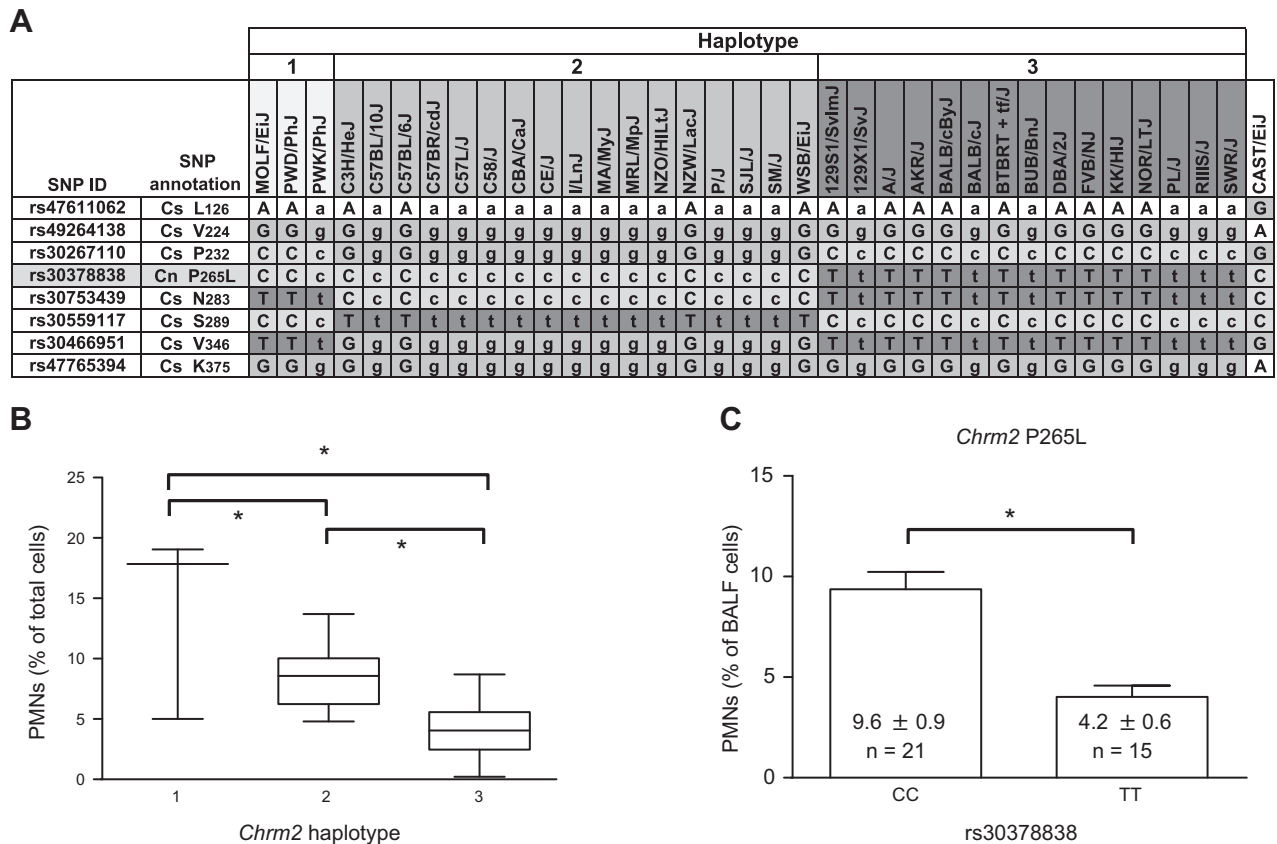 A
Haplotype
1 2 3
SNP ID SNP annotation MOLF/EiJ PWD/PhJ PWK/PhJ C3H/HeJ C57BL/10J C57BL/6J C57BR/cdJ C57L/J C58/J CBA/CaJ CE/J I/LnJ MA/MyJ MRL/MpJ NZO/HILtJ NZW/LacJ P/J SJL/J SM/J WSB/EiJ 129S1/SvImJ 129X1/SvJ A/J AKR/J BALB/cByJ BALB/cJ BTBRT + tf/J BUB/BnJ DBA/2J FVB/NJ KK/HIJ NOR/LTJ PL/J RIIIS/J SWR/J CAST/EiJ
rs47611062 Cs L126 A A a A a A a a a a a a a a a A a a a A A a A A A a A a A A A A a a a G
rs49264138 Cs V224 G G g G g G g g g g g g g g g G g g g G G g G G G g G g G G G G g g g A
rs30267110 Cs P232 C C c G g G g g g g g g g g g G g g g G C c C C C c C c C C C C c c c G
rs30378838 Cn P265L C C c C c C c c c c c c c c c C c c c C T t T T T t T t T T T T t t t C
rs30753439 Cs N283 T T t C c C c c c c c c c c c C c c c C T t T T T t T t T T T T t t t C
rs30559117 Cs S289 C C c T t T t t t t t t t t t T t t t T C c C C C c C c C C C C c c c C
rs30466951 Cs V346 T T t G g G g g g g g g g g g G g g g G T t T T T t T t T T T T t t t G
rs47765394 Cs K375 G G g G g G g g g g g g g g g G g g g G G g G G G g G g G G G G g g g A
B
* * *
PMNs (% of total cells)
25
20
15
10
5
0
1 2 3
Chrm2 haplotype
C
Chrm2 P265L
*
PMNs (% of BALF cells)
15
10
5
0
9.6 ± 0.9
n = 21
4.2 ± 0.6
n = 15
CC TT
rs30378838